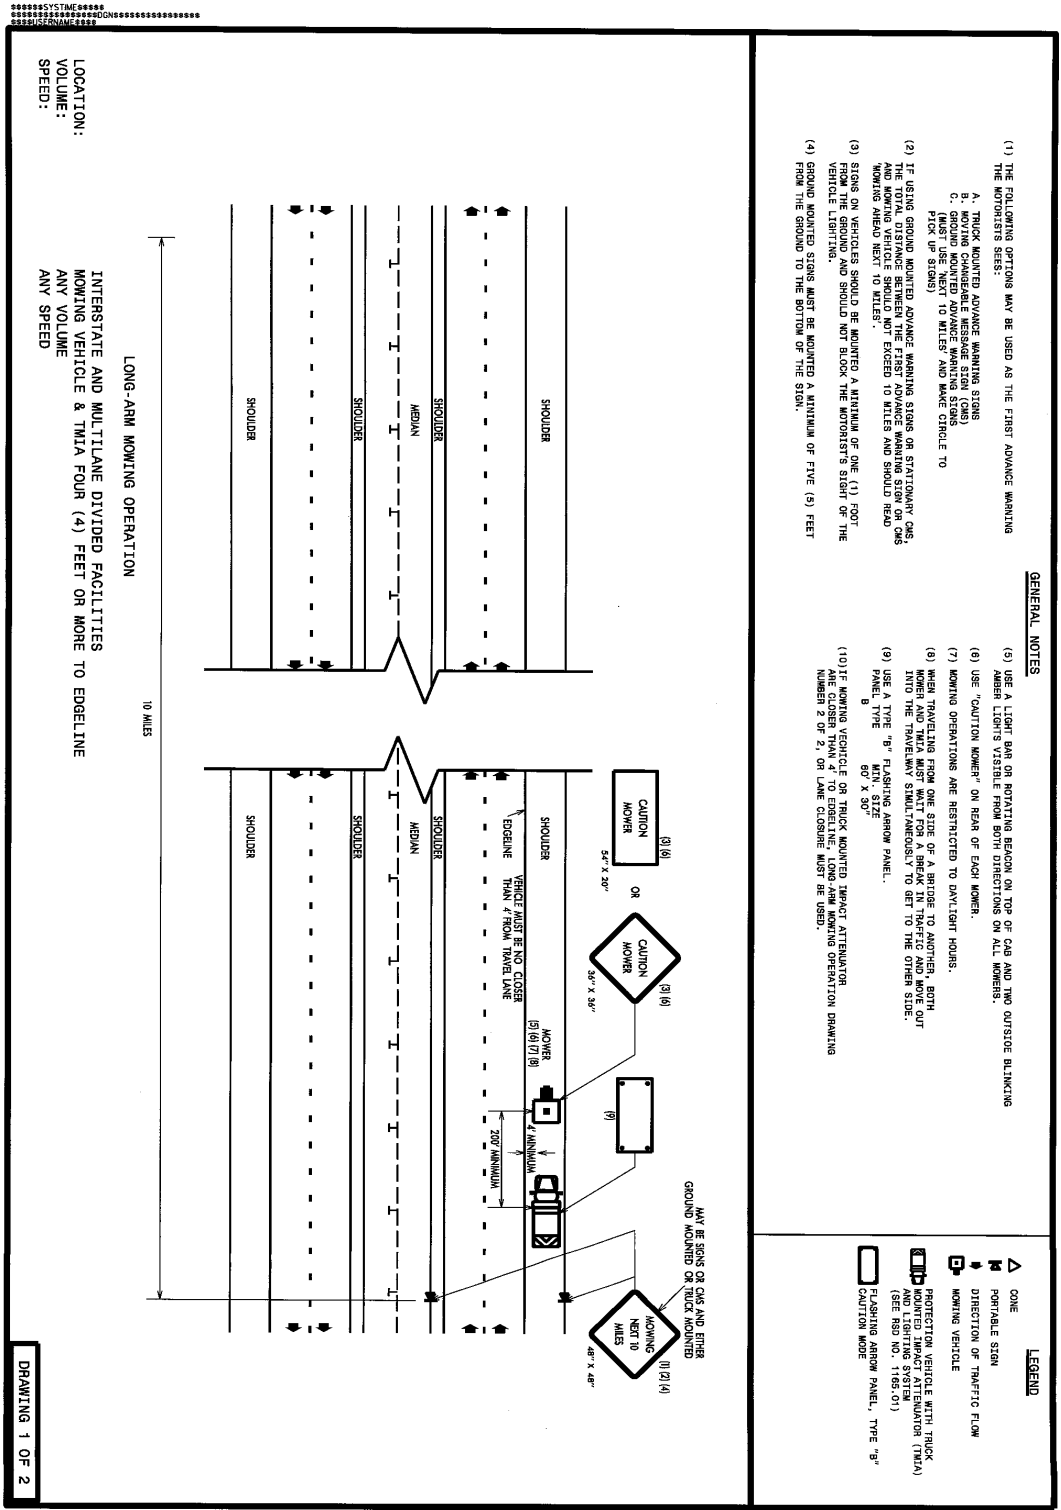 $$$$$$SYSTIME$$$$$
$$$$$$$$$$$$$$$DGN$$$$$$$$$$$$$$$
$$$$USERNAME$$$$
GENERAL NOTES
(1) THE FOLLOWING OPTIONS MAY BE USED AS THE FIRST ADVANCE WARNING
THE MOTORISTS SEES:
A. TRUCK MOUNTED ADVANCE WARNING SIGNS
B. MOVING CHANGEABLE MESSAGE SIGN (CMS)
C. GROUND MOUNTED ADVANCE WARNING SIGNS
(MUST USE 'NEXT 10 MILES' AND MAKE CIRCLE TO
PICK UP SIGNS)
(2) IF USING GROUND MOUNTED ADVANCE WARNING SIGNS OR STATIONARY CMS,
THE TOTAL DISTANCE BETWEEN THE FIRST ADVANCE WARNING SIGN OR CMS
AND MOWING VEHICLE SHOULD NOT EXCEED 10 MILES AND SHOULD READ
'MOWING AHEAD NEXT 10 MILES'.
(3) SIGNS ON VEHICLES SHOULD BE MOUNTED A MINIMUM OF ONE (1) FOOT
FROM THE GROUND AND SHOULD NOT BLOCK THE MOTORIST'S SIGHT OF THE
VEHICLE LIGHTING.
(4) GROUND MOUNTED SIGNS MUST BE MOUNTED A MINIMUM OF FIVE (5) FEET
FROM THE GROUND TO THE BOTTOM OF THE SIGN.
(5) USE A LIGHT BAR OR ROTATING BEACON ON TOP OF CAB AND TWO OUTSIDE BLINKING
AMBER LIGHTS VISIBLE FROM BOTH DIRECTIONS ON ALL MOWERS.
(6) USE "CAUTION MOWER" ON REAR OF EACH MOWER.
(7) MOWING OPERATIONS ARE RESTRICTED TO DAYLIGHT HOURS.
(8) WHEN TRAVELING FROM ONE SIDE OF A BRIDGE TO ANOTHER, BOTH
MOWER AND TMIA MUST WAIT FOR A BREAK IN TRAFFIC AND MOVE OUT
INTO THE TRAVELWAY SIMULTANEOUSLY TO GET TO THE OTHER SIDE.
(9) USE A TYPE "B" FLASHING ARROW PANEL.
PANEL TYPE MIN. SIZE
B 60" X 30"
(10)IF MOWING VECHICLE OR TRUCK MOUNTED IMPACT ATTENUATOR
ARE CLOSER THAN 4' TO EDGELINE, LONG-ARM MOWING OPERATION DRAWING
NUMBER 2 OF 2, OR LANE CLOSURE MUST BE USED.
LEGEND
CONE
PORTABLE SIGN
DIRECTION OF TRAFFIC FLOW
MOWING VEHICLE
PROTECTION VEHICLE WITH TRUCK
MOUNTED IMPACT ATTENUATOR (TMIA)
AND LIGHTING SYSTEM
(SEE RSD NO. 1165.01)
FLASHING ARROW PANEL, TYPE "B"
CAUTION MODE
CAUTION
MOWER
(3) (6)
54" X 20"
OR
CAUTION
MOWER
(3) (6)
36" X 36"
(9)
MAY BE SIGNS OR CMS AND EITHER
GROUND MOUNTED OR TRUCK MOUNTED
MOWING
NEXT 10
MILES
(1) (2) (4)
48" X 48"
SHOULDER
SHOULDER
EDGELINE
VEHICLE MUST BE NO CLOSER
THAN 4' FROM TRAVEL LANE
MOWER
(5) (6) (7) (8)
4' MINIMUM
200' MINIMUM
SHOULDER
SHOULDER
MEDIAN
MEDIAN
SHOULDER
SHOULDER
SHOULDER
SHOULDER
10 MILES
LONG-ARM MOWING OPERATION
LOCATION: INTERSTATE AND MULTILANE DIVIDED FACILITIES
MOWING VEHICLE & TMIA FOUR (4) FEET OR MORE TO EDGELINE
VOLUME: ANY VOLUME
SPEED: ANY SPEED
DRAWING 1 OF 2